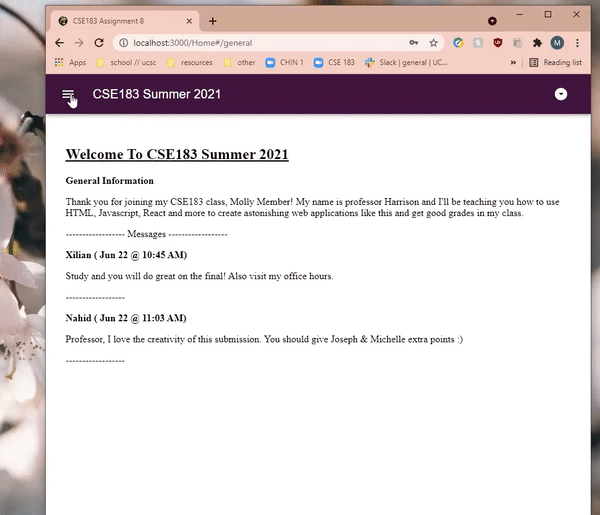 CSE183 Assignment 8
localhost:3000/Home#/general
M
Apps school // ucsc resources other CHIN 1 CSE 183 Slack | general | UC... » Reading list
CSE183 Summer 2021
Welcome To CSE183 Summer 2021
General Information
Thank you for joining my CSE183 class, Molly Member! My name is professor Harrison and I'll be teaching you how to use
HTML, Javascript, React and more to create astonishing web applications like this and get good grades in my class.
------------------ Messages ------------------
Xilian ( Jun 22 @ 10:45 AM)
Study and you will do great on the final! Also visit my office hours.
------------------
Nahid ( Jun 22 @ 11:03 AM)
Professor, I love the creativity of this submission. You should give Joseph & Michelle extra points :)
------------------